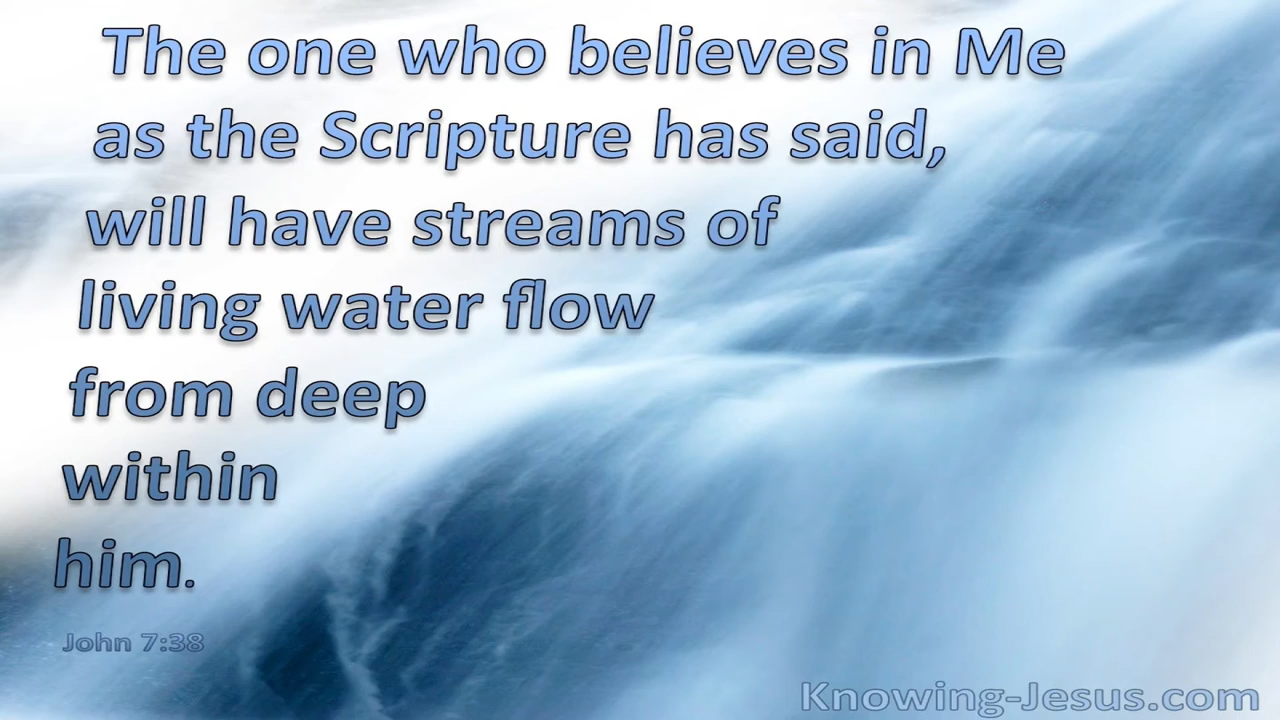 The one who believes in Me
as the Scripture has said,
will have streams of
living water flow
from deep
within
him.
John 7:38
Knowing-Jesus.com